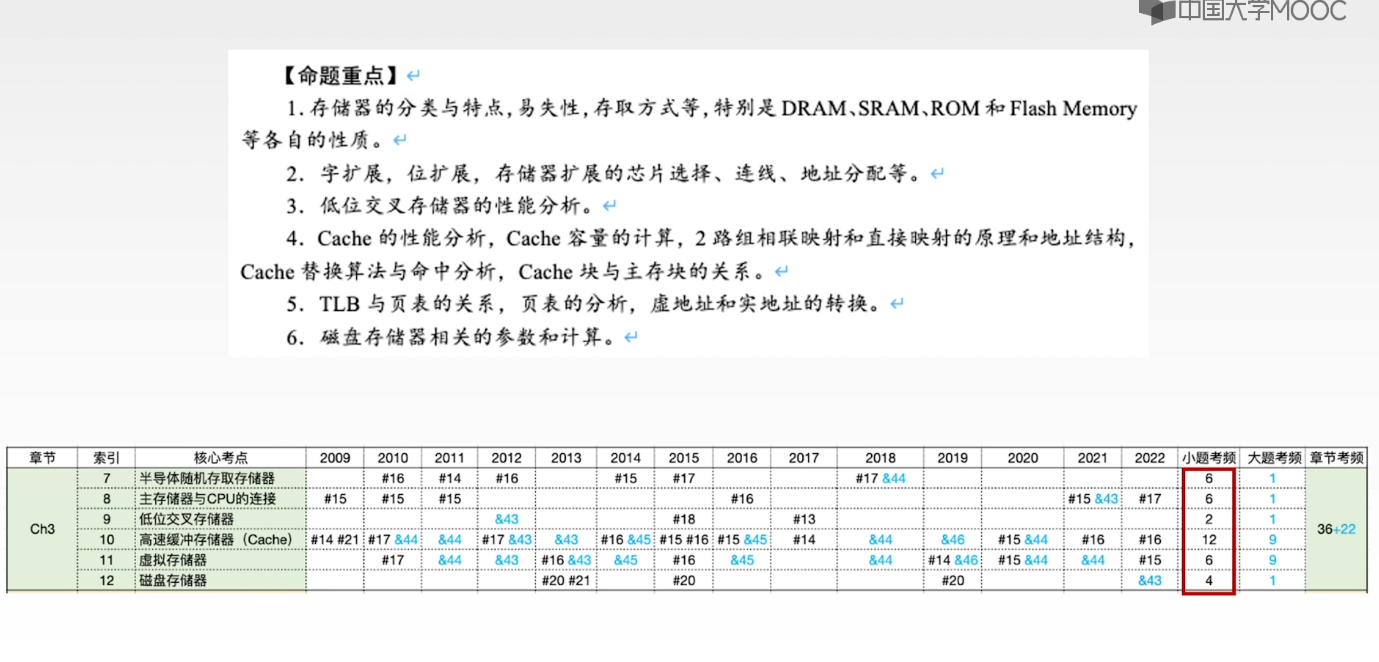 中国大学MOOC
【命题重点】↵
1. 存储器的分类与特点,易失性,存取方式等,特别是 DRAM、SRAM、ROM 和 Flash Memory
等各自的性质。↵
2. 字扩展，位扩展，存储器扩展的芯片选择、连线、地址分配等。↵
3. 低位交叉存储器的性能分析。↵
4. Cache 的性能分析，Cache 容量的计算，2 路组相联映射和直接映射的原理和地址结构，
Cache 替换算法与命中分析，Cache 块与主存块的关系。↵
5. TLB 与页表的关系，页表的分析，虚地址和实地址的转换。↵
6. 磁盘存储器相关的参数和计算。↵
章节 索引 核心考点 2009 2010 2011 2012 2013 2014 2015 2016 2017 2018 2019 2020 2021 2022 小题考频 大题考频 章节考频
7 半导体随机存取存储器 #16 #14 #16 #15 #17 #17 &44 6 1
8 主存储器与CPU的连接 #15 #15 #15 #16 #15 &43 #17 6 1
9 低位交叉存储器 &43 #18 #13 2 1
Ch3 36+22
10 高速缓冲存储器（Cache） #14 #21 #17 &44 &44 #17 &43 &43 #16 &45 #15 #16 #15 &45 #14 &44 &46 #15 &44 #16 #16 12 9
11 虚拟存储器 #17 &44 &43 #16 &43 &45 #16 &45 &44 #14 &46 #15 &44 &44 #15 6 9
12 磁盘存储器 #20 #21 #20 #20 &43 4 1